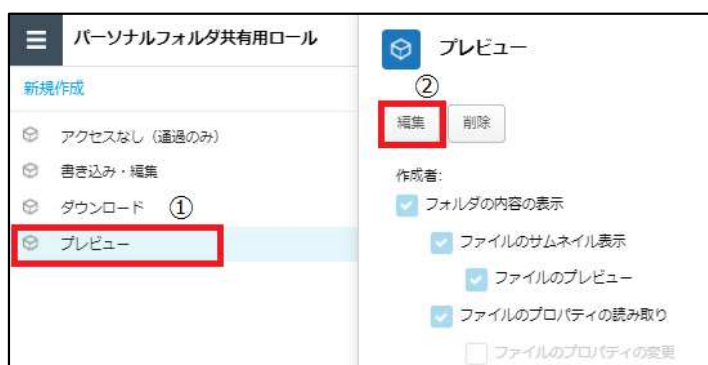 パーソナルフォルダ共有用ロール
新規作成
アクセスなし（通過のみ）
書き込み・編集
ダウンロード ①
プレビュー
プレビュー
②
編集 削除
作成者:
フォルダの内容の表示
ファイルのサムネイル表示
ファイルのプレビュー
ファイルのプロパティの読み取り
ファイルのプロパティの変更